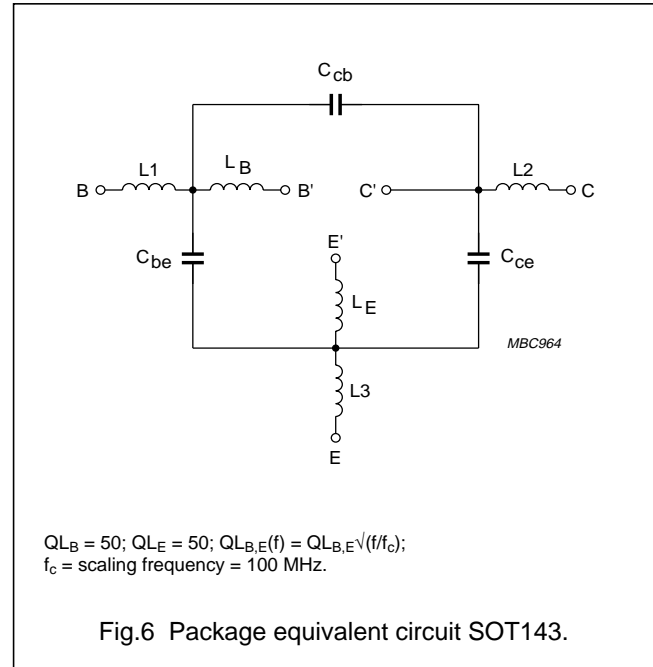 C_cb
L1
L_B
L2
B
B'
C'
C
C_be
E'
C_ce
L_E
MBC964
L3
E
QL_B = 50; QL_E = 50; QL_B,E(f) = QL_B,E√(f/f_c);
f_c = scaling frequency = 100 MHz.
Fig.6 Package equivalent circuit SOT143.